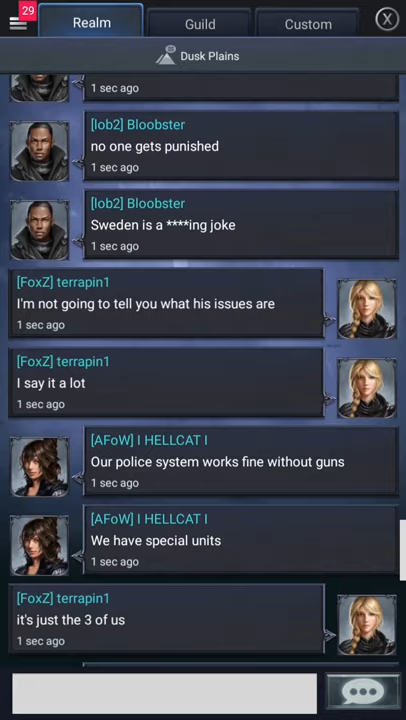 29
Realm
Guild
Custom
X
Dusk Plains
1 sec ago
[lob2] Bloobster
no one gets punished
1 sec ago
[lob2] Bloobster
Sweden is a ****ing joke
1 sec ago
[FoxZ] terrapin1
I'm not going to tell you what his issues are
1 sec ago
[FoxZ] terrapin1
I say it a lot
1 sec ago
[AFoW] I HELLCAT I
Our police system works fine without guns
1 sec ago
[AFoW] I HELLCAT I
We have special units
1 sec ago
[FoxZ] terrapin1
it's just the 3 of us
1 sec ago